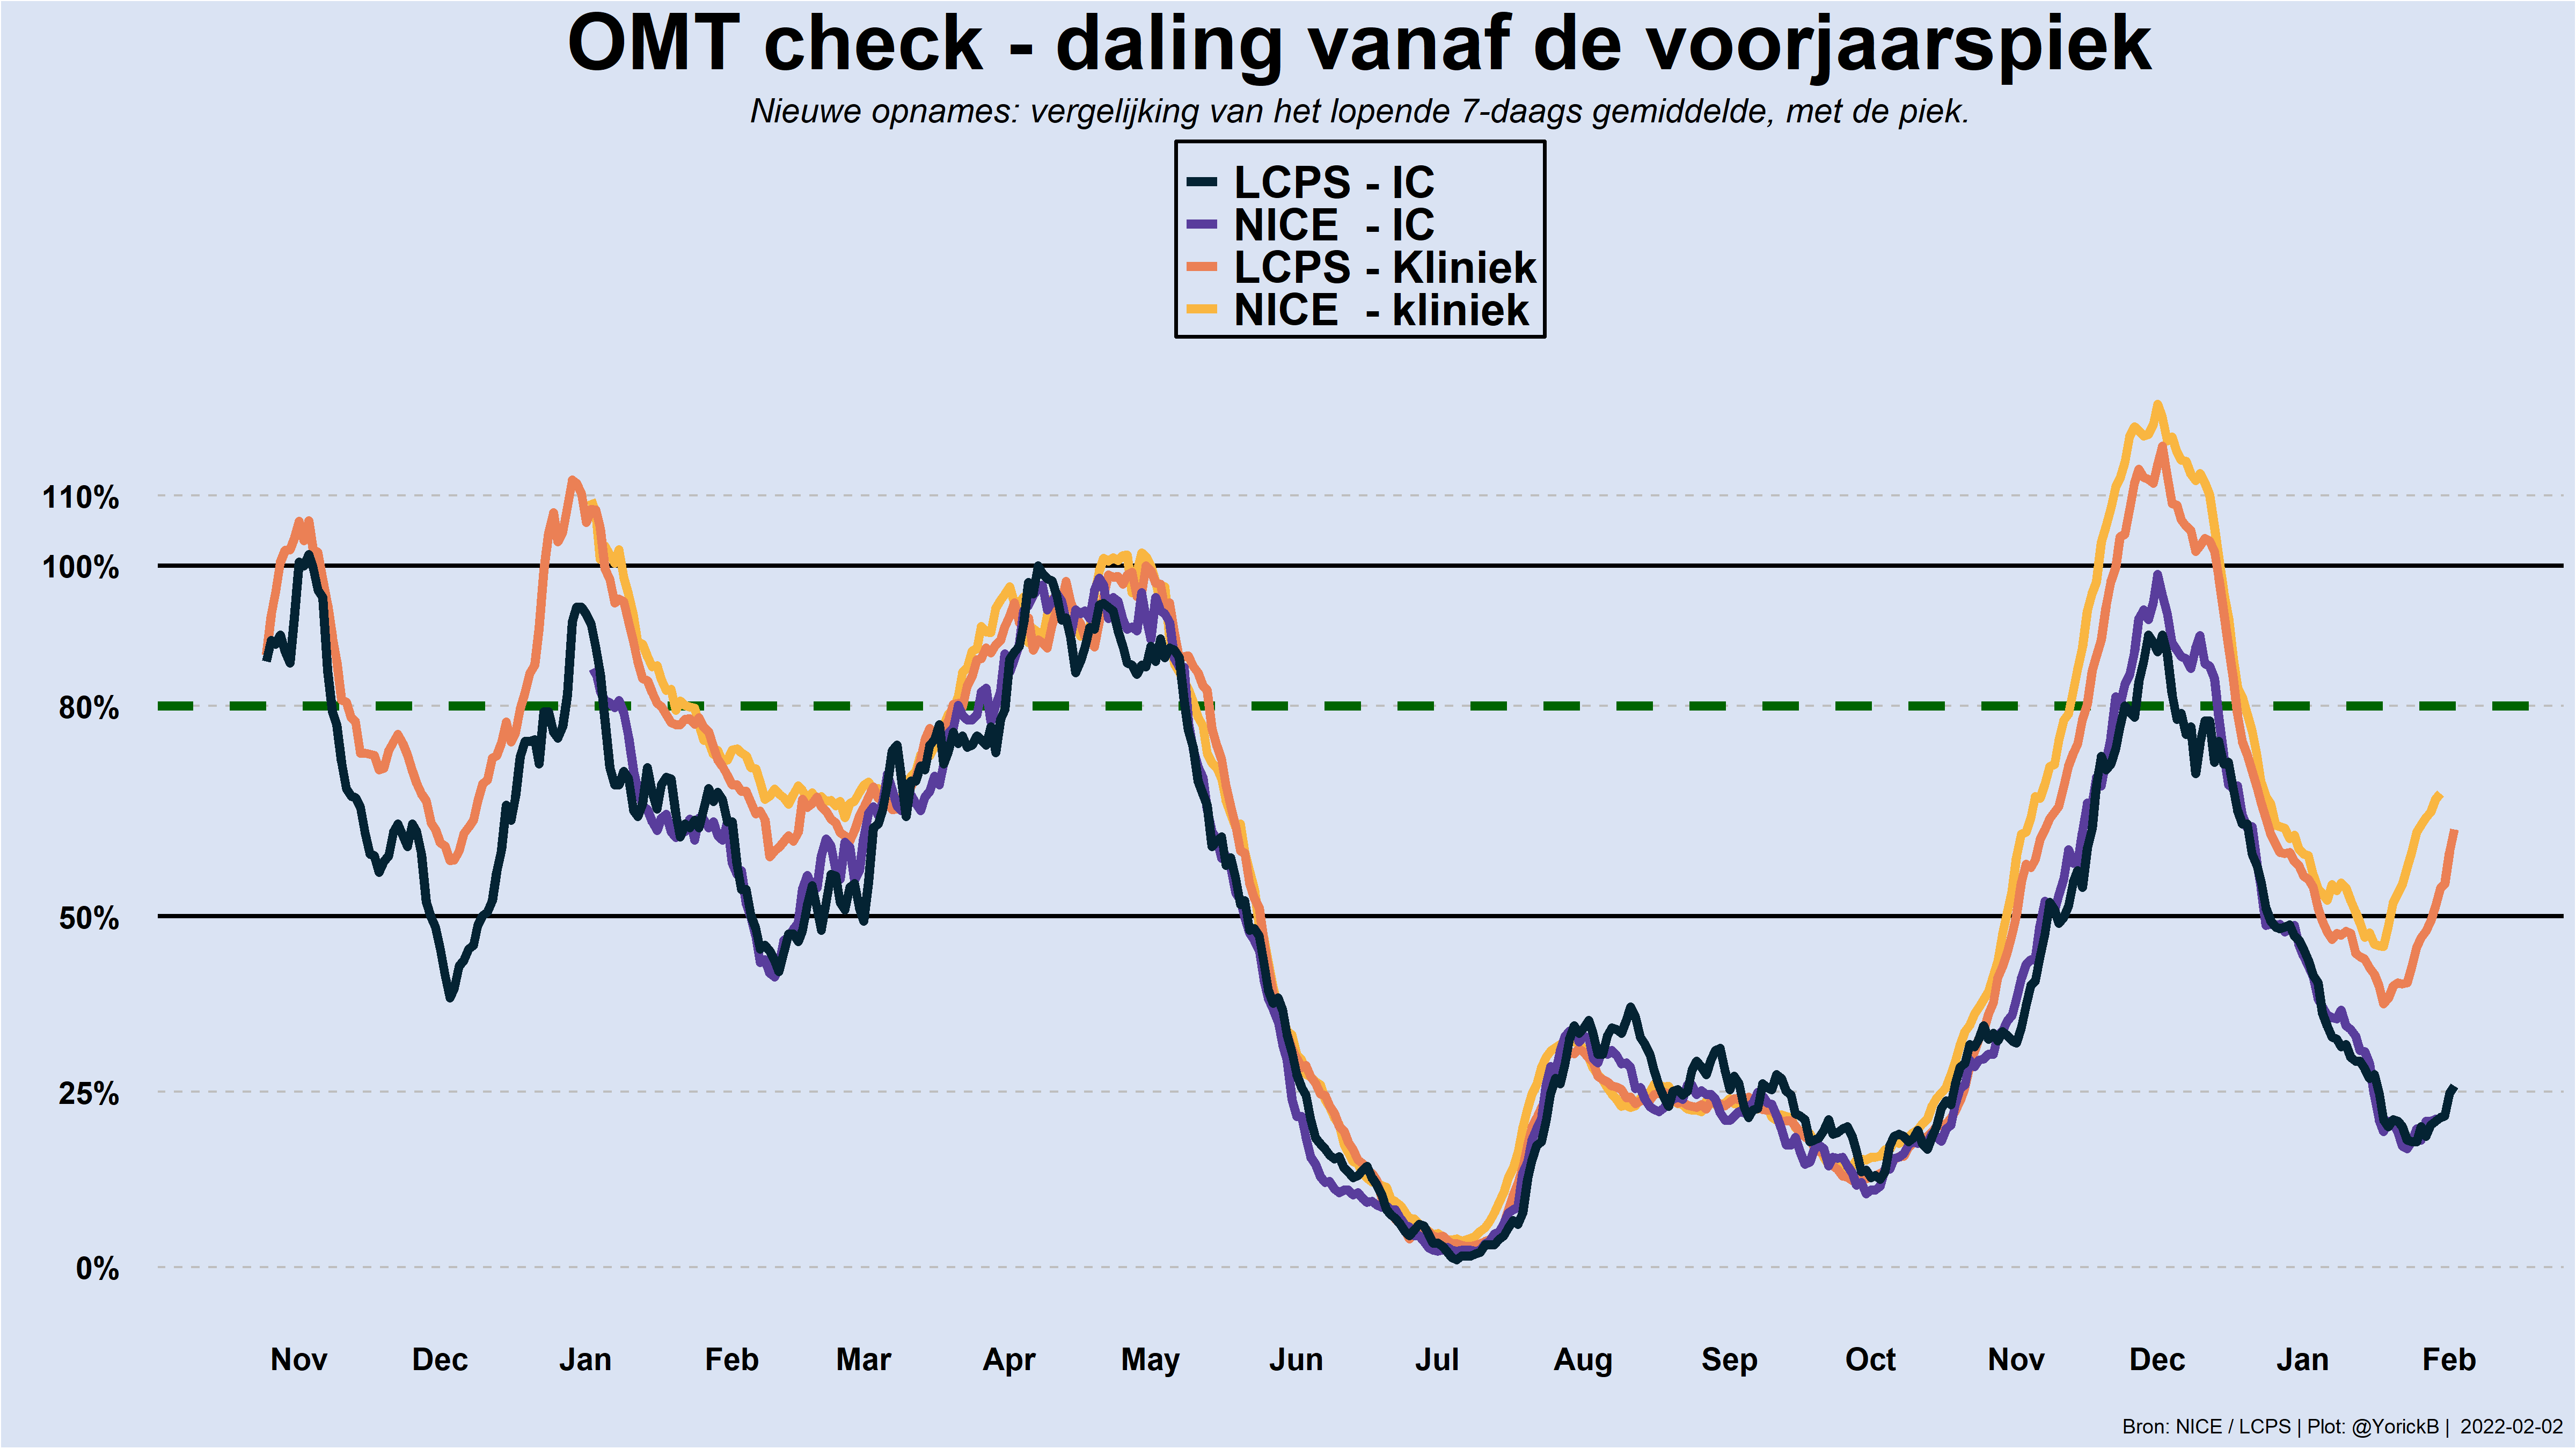 OMT check - daling vanaf de voorjaarspiek
Nieuwe opnames: vergelijking van het lopende 7-daags gemiddelde, met de piek.
LCPS - IC
NICE - IC
LCPS - Kliniek
NICE - kliniek
110%
100%
80%
50%
25%
0%
Nov Dec Jan Feb Mar Apr May Jun Jul Aug Sep Oct Nov Dec Jan Feb
Bron: NICE / LCPS | Plot: @YorickB | 2022-02-02